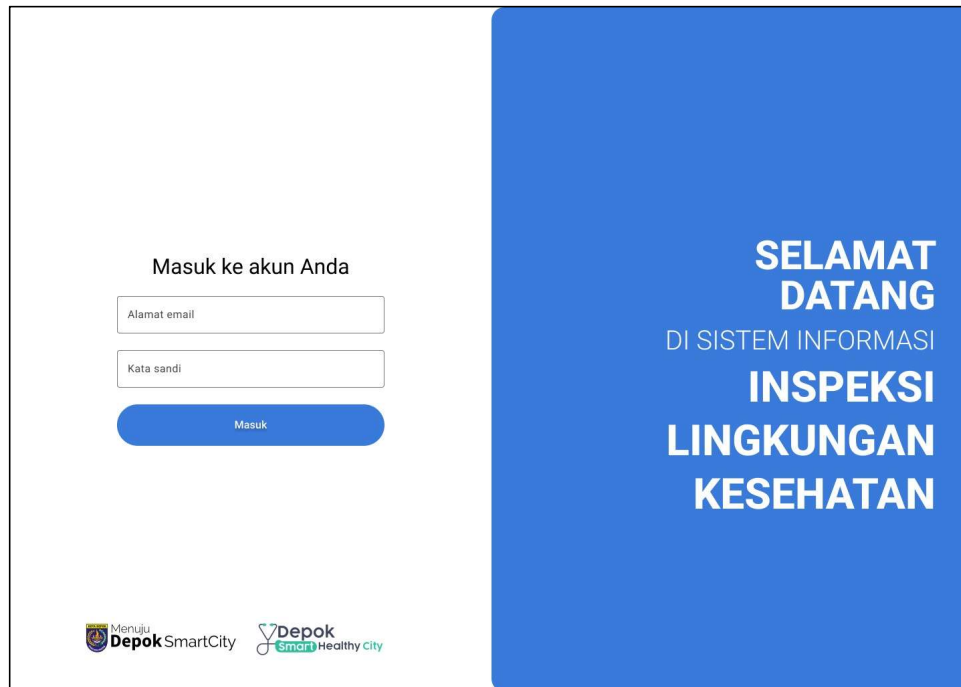 Masuk ke akun Anda
Alamat email
Kata sandi
Masuk
Menuju
Depok SmartCity
Depok
Smart Healthy City
SELAMAT
DATANG
DI SISTEM INFORMASI
INSPEKSI
LINGKUNGAN
KESEHATAN